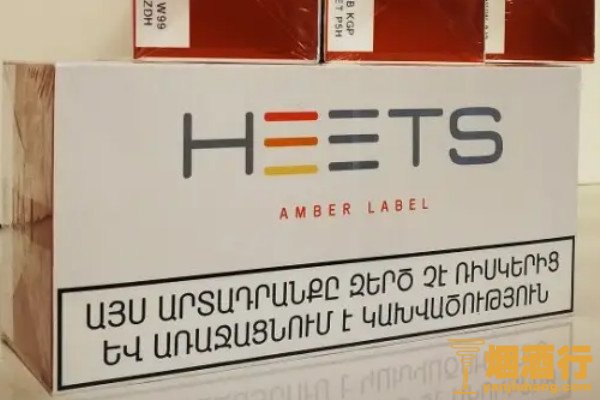 HEETS
AMBER LABEL
ԱՅՍ ԱՐՏԱԴՐԱՆՔԸ ԶԵՐԾ ՉԷ ՌԻՍԿԵՐԻՑ
ԵՎ ԱՌԱՋԱՑՆՈՒՄ Է ԿԱԽՎԱԾՈՒԹՅՈՒՆ
烟酒行